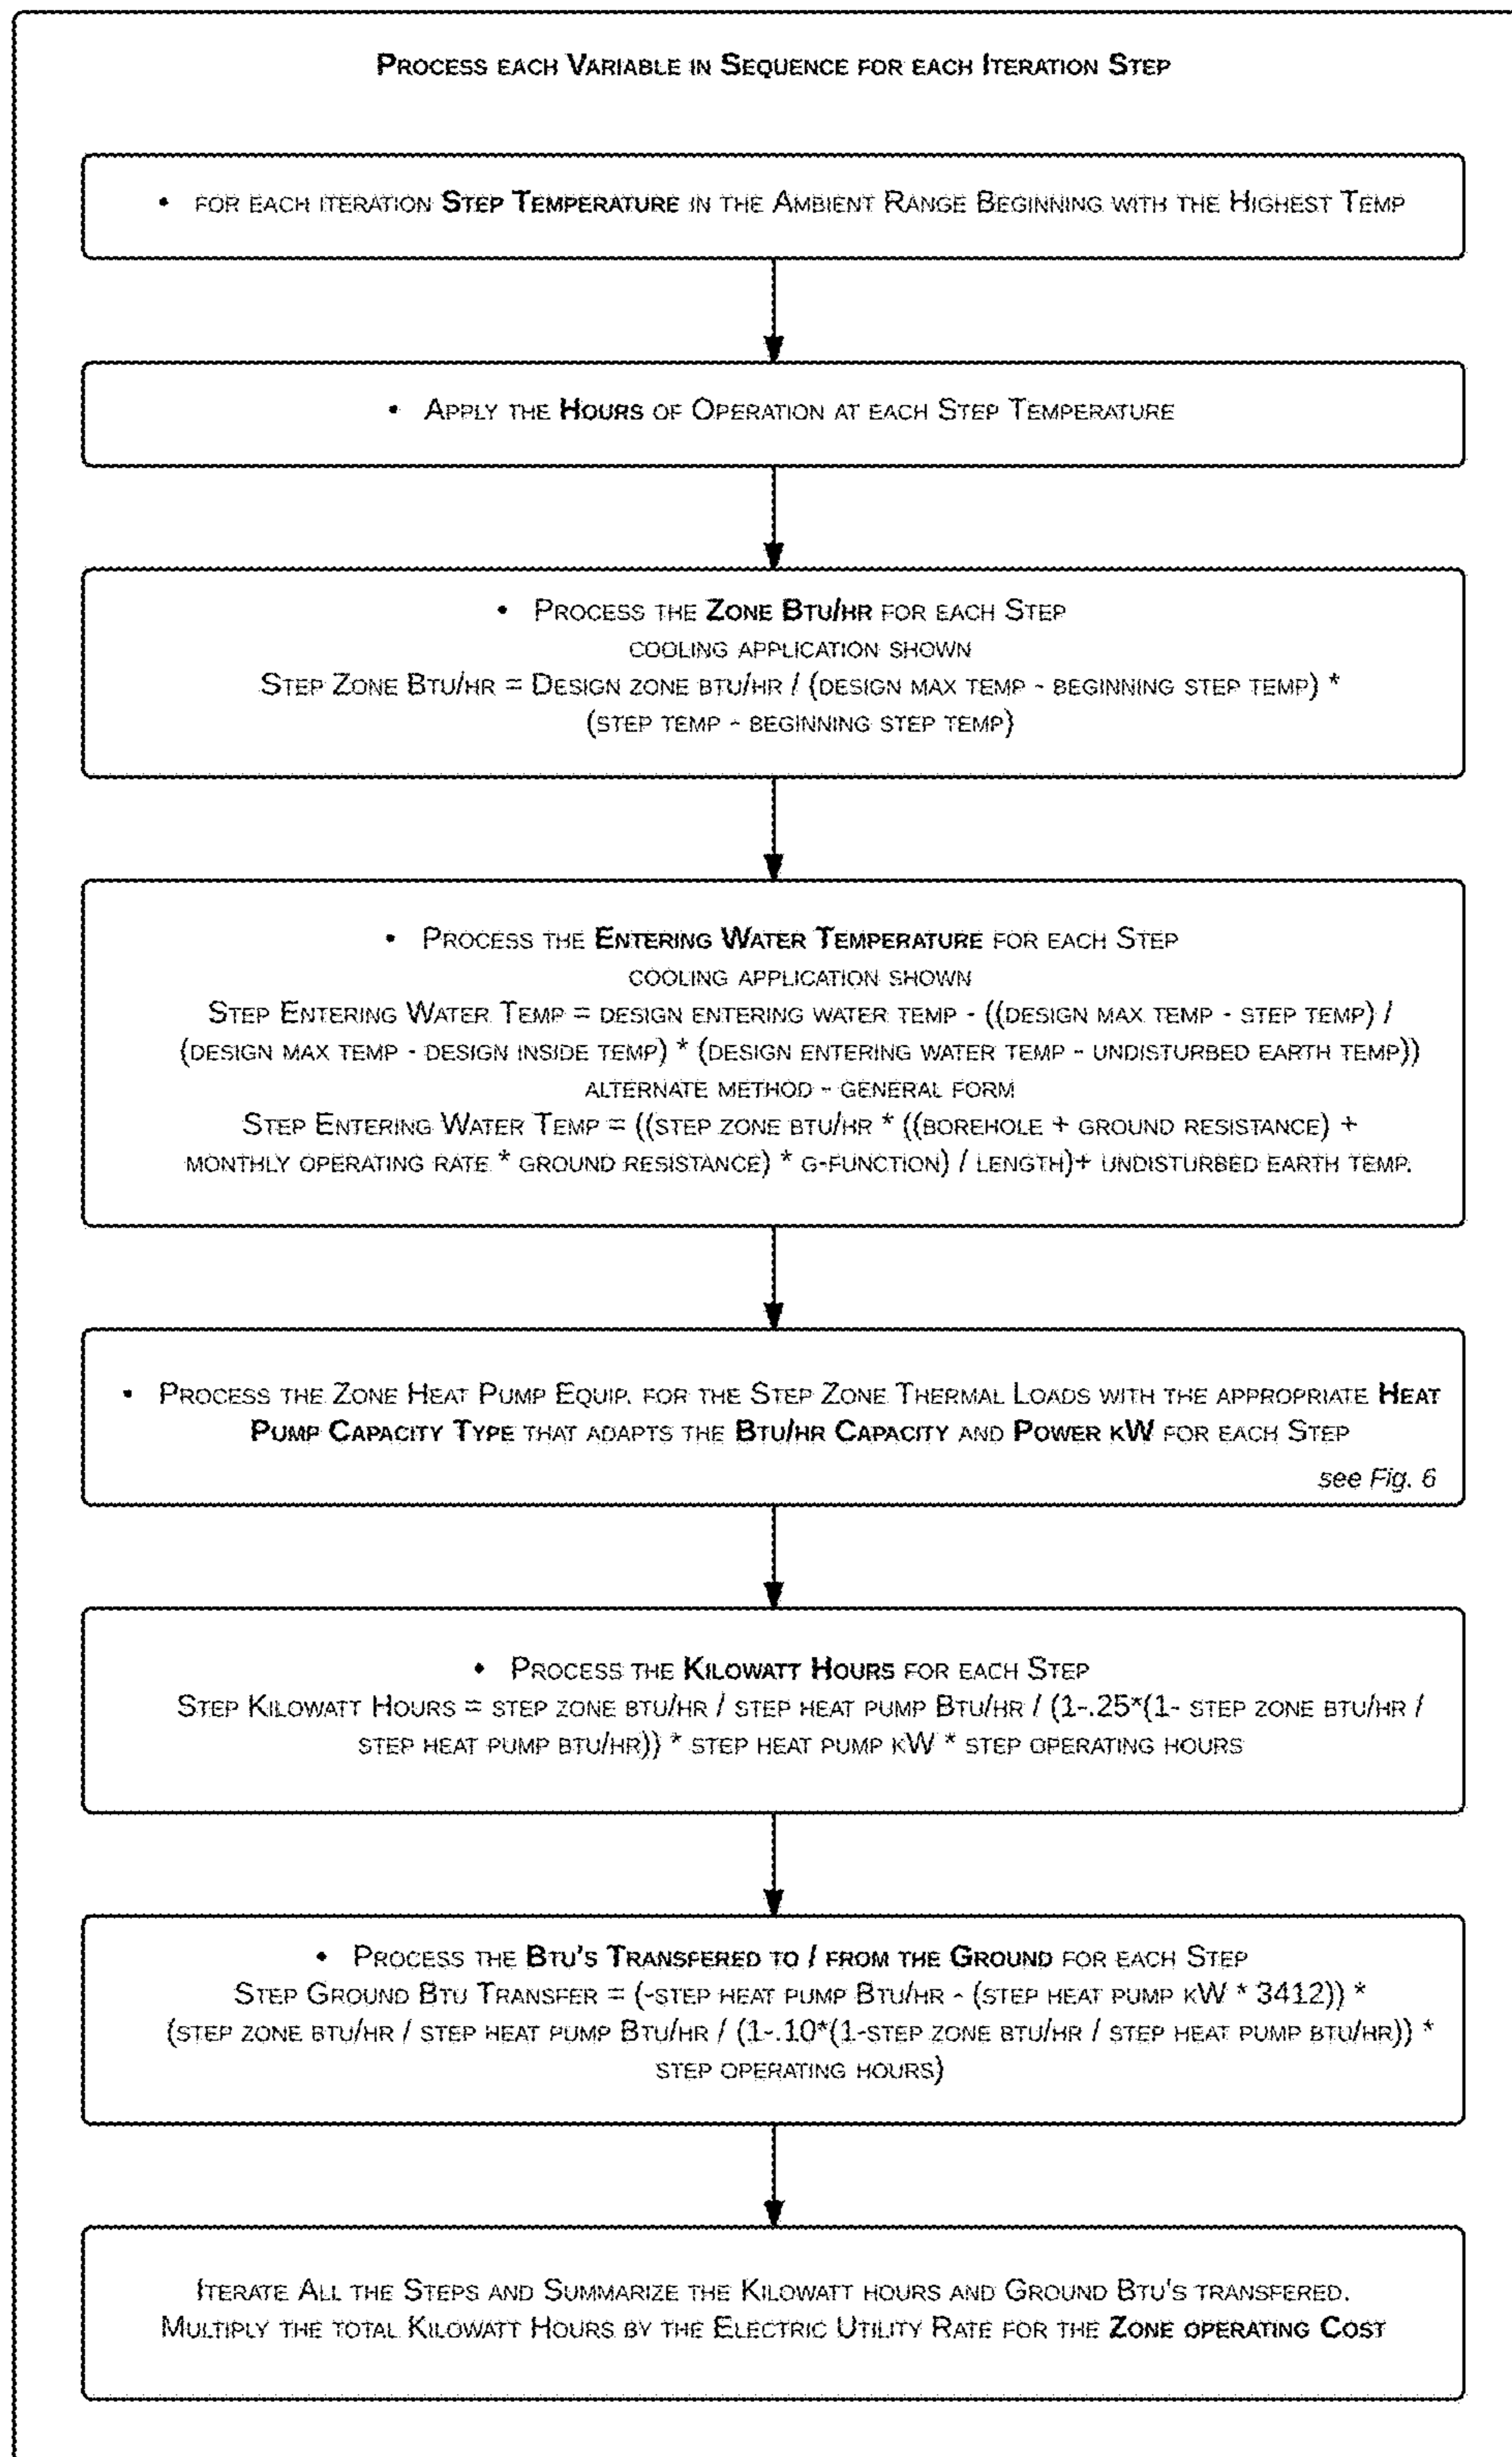 Process each Variable in Sequence for each Iteration Step
• for each iteration Step Temperature in the Ambient Range Beginning with the Highest Temp
• Apply the Hours of Operation at each Step Temperature
• Process the Zone Btu/hr for each Step
cooling application shown
Step Zone Btu/hr = Design zone btu/hr / (design max temp - beginning step temp) *
(step temp - beginning step temp)
• Process the Entering Water Temperature for each Step
cooling application shown
Step Entering Water Temp = design entering water temp - ((design max temp - step temp) /
(design max temp - design inside temp) * (design entering water temp - undisturbed earth temp))
alternate method - general form
Step Entering Water Temp = ((step zone btu/hr * ((borehole + ground resistance) +
monthly operating rate * ground resistance) * g-function) / length)+ undisturbed earth temp.
• Process the Zone Heat Pump Equip. for the Step Zone Thermal Loads with the appropriate Heat
Pump Capacity Type that adapts the Btu/hr Capacity and Power kW for each Step
see Fig. 6
• Process the Kilowatt Hours for each Step
Step Kilowatt Hours = step zone btu/hr / step heat pump Btu/hr / (1-.25*(1- step zone btu/hr /
step heat pump btu/hr)) * step heat pump kW * step operating hours
• Process the Btu's Transfered to / from the Ground for each Step
Step Ground Btu Transfer = (-step heat pump Btu/hr - (step heat pump kW * 3412)) *
(step zone btu/hr / step heat pump Btu/hr / (1-.10*(1-step zone btu/hr / step heat pump btu/hr)) *
step operating hours)
Iterate All the Steps and Summarize the Kilowatt hours and Ground Btu's transfered.
Multiply the total Kilowatt Hours by the Electric Utility Rate for the Zone operating Cost